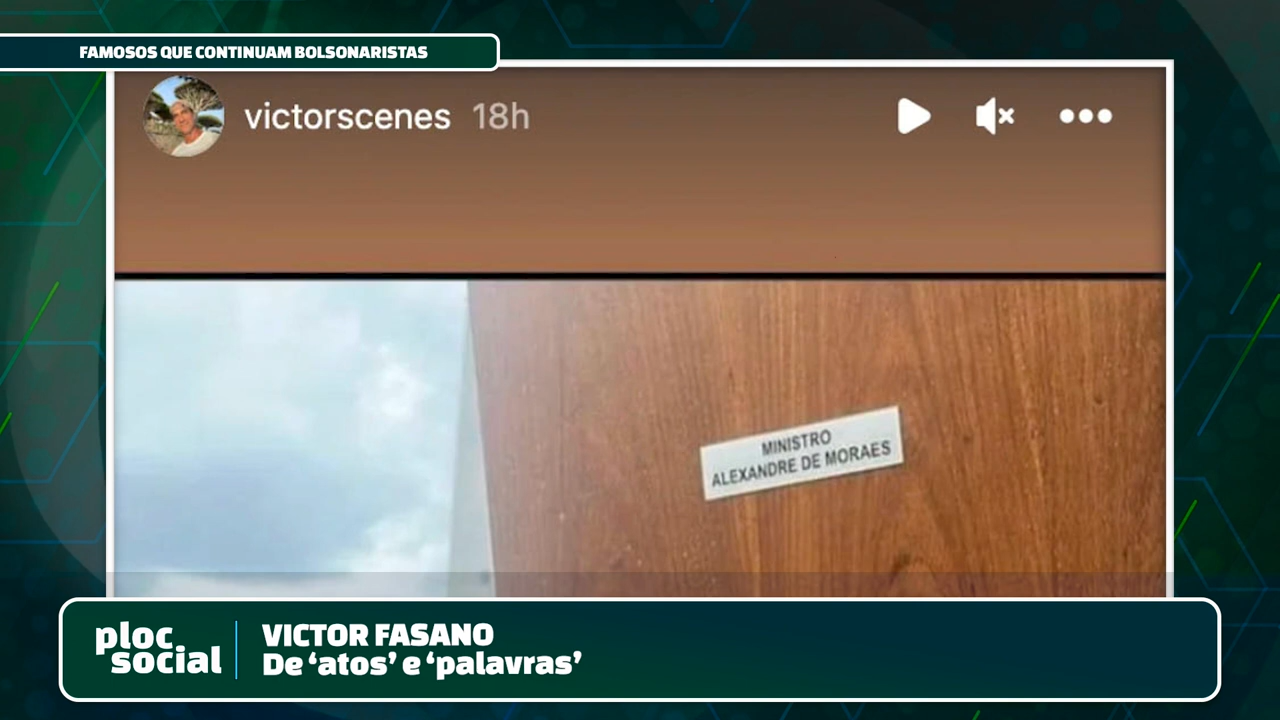 FAMOSOS QUE CONTINUAM BOLSONARISTAS
victorscenes 18h
MINISTRO
ALEXANDRE DE MORAES
ploc
social
VICTOR FASANO
De ‘atos’ e ‘palavras’